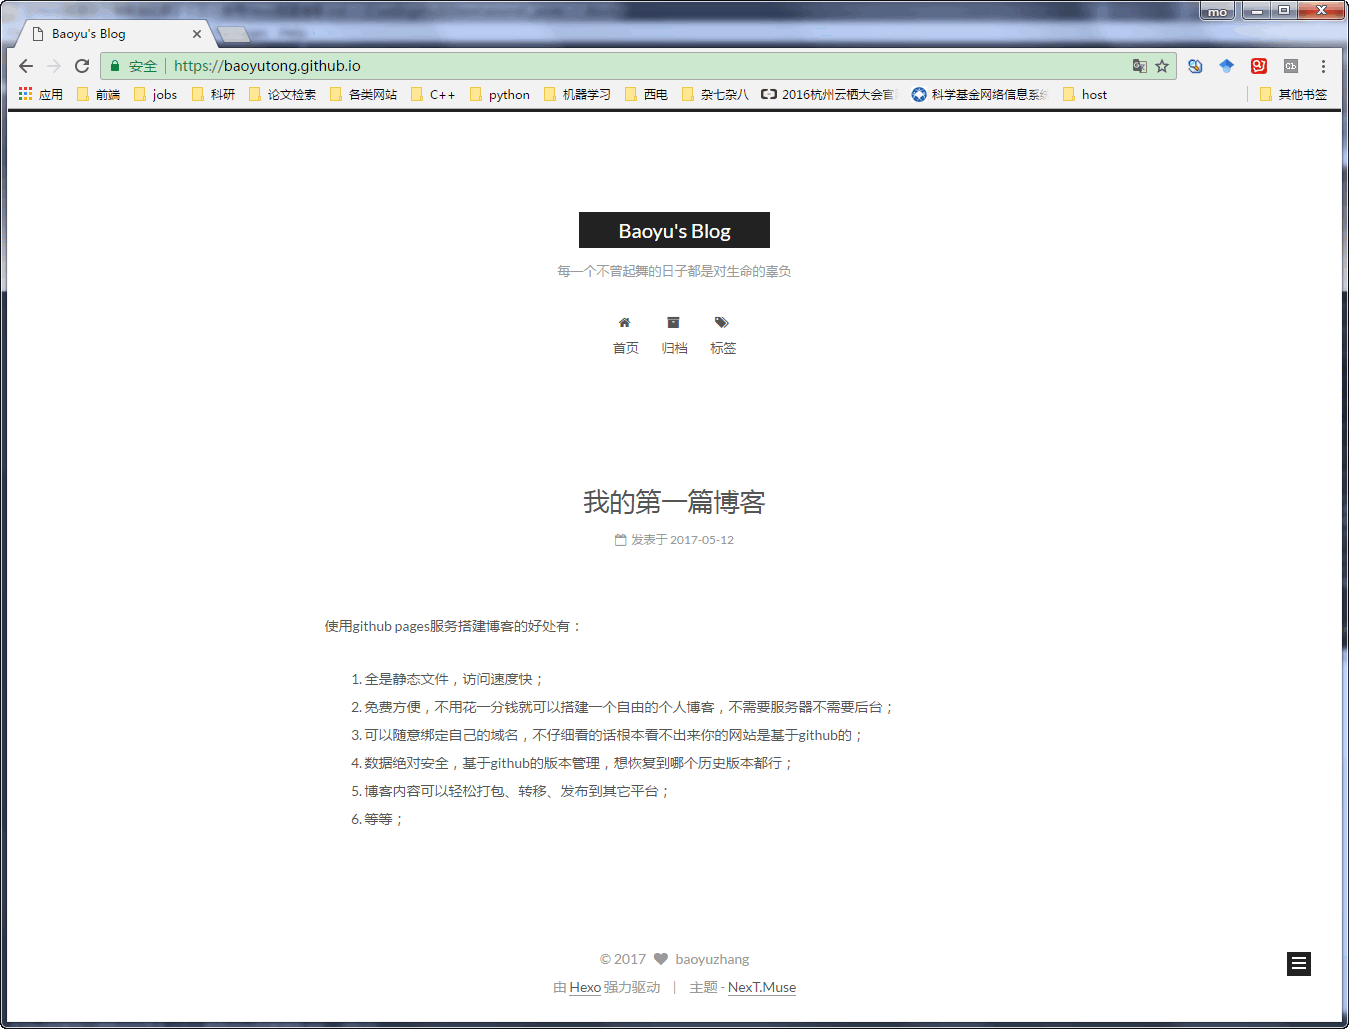 mo
Baoyu's Blog
安全 https://baoyutong.github.io
应用 前端 jobs 科研 论文检索 各类网站 C++ python 机器学习 西电 杂七杂八 2016杭州云栖大会官 科学基金网络信息系 host 其他书签
Baoyu's Blog
每一个不曾起舞的日子都是对生命的辜负
首页 归档 标签
我的第一篇博客
发表于 2017-05-12
使用github pages服务搭建博客的好处有：
1. 全是静态文件，访问速度快；
2. 免费方便，不用花一分钱就可以搭建一个自由的个人博客，不需要服务器不需要后台；
3. 可以随意绑定自己的域名，不仔细看的话根本看不出来你的网站是基于github的；
4. 数据绝对安全，基于github的版本管理，想恢复到哪个历史版本都行；
5. 博客内容可以轻松打包、转移、发布到其它平台；
6. 等等；
© 2017 baoyuzhang
由 Hexo 强力驱动 | 主题 - NexT.Muse